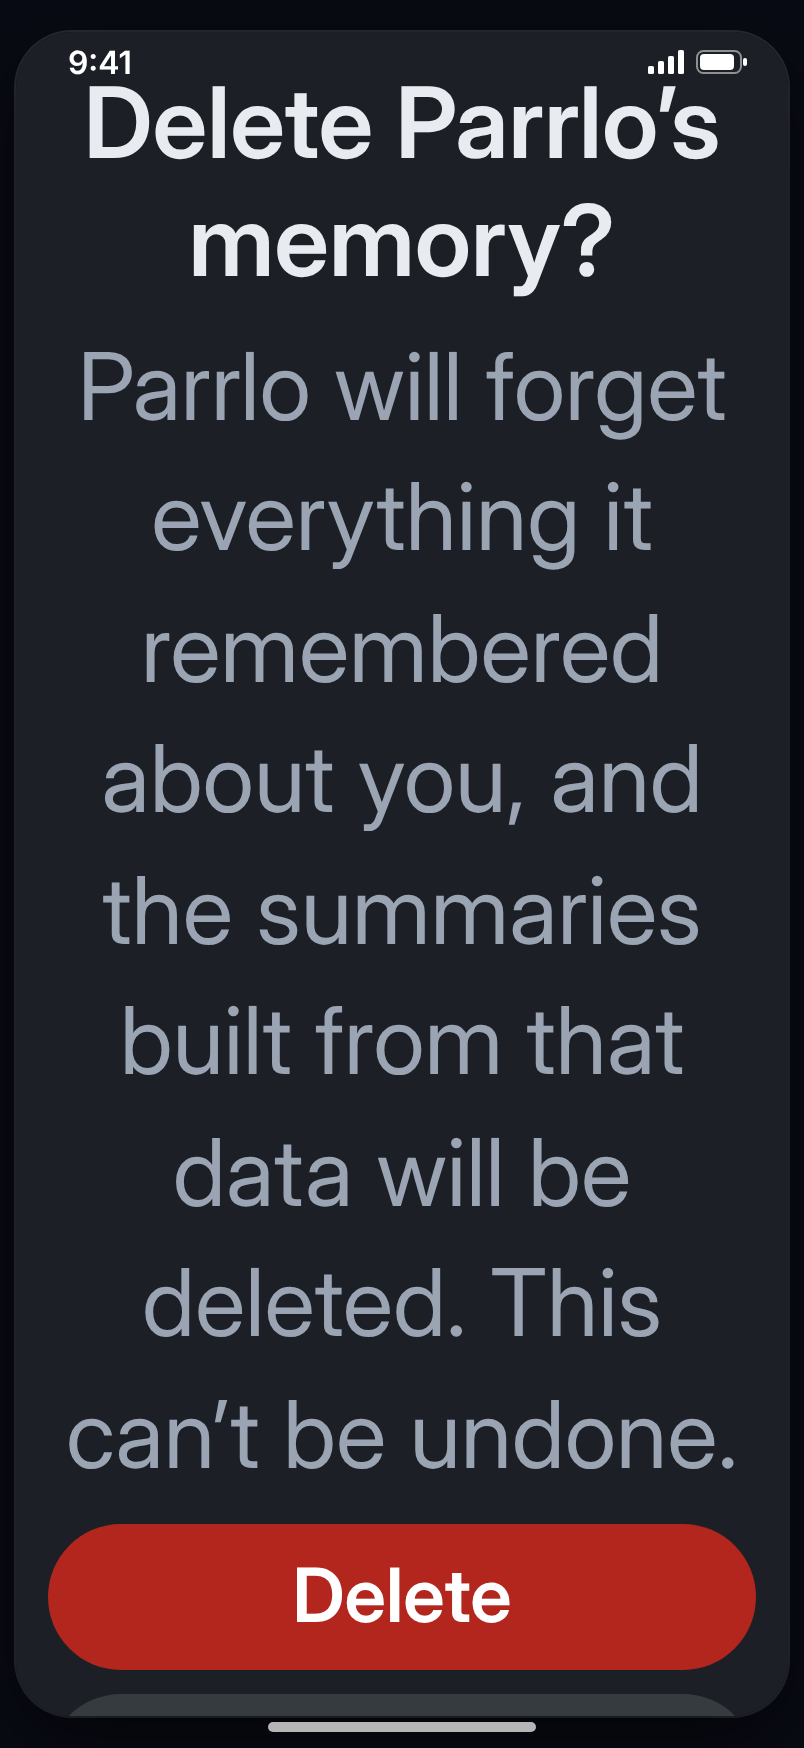 9:41
Delete Parrlo’s
memory?
Parrlo will forget
everything it
remembered
about you, and
the summaries
built from that
data will be
deleted. This
can’t be undone.
Delete